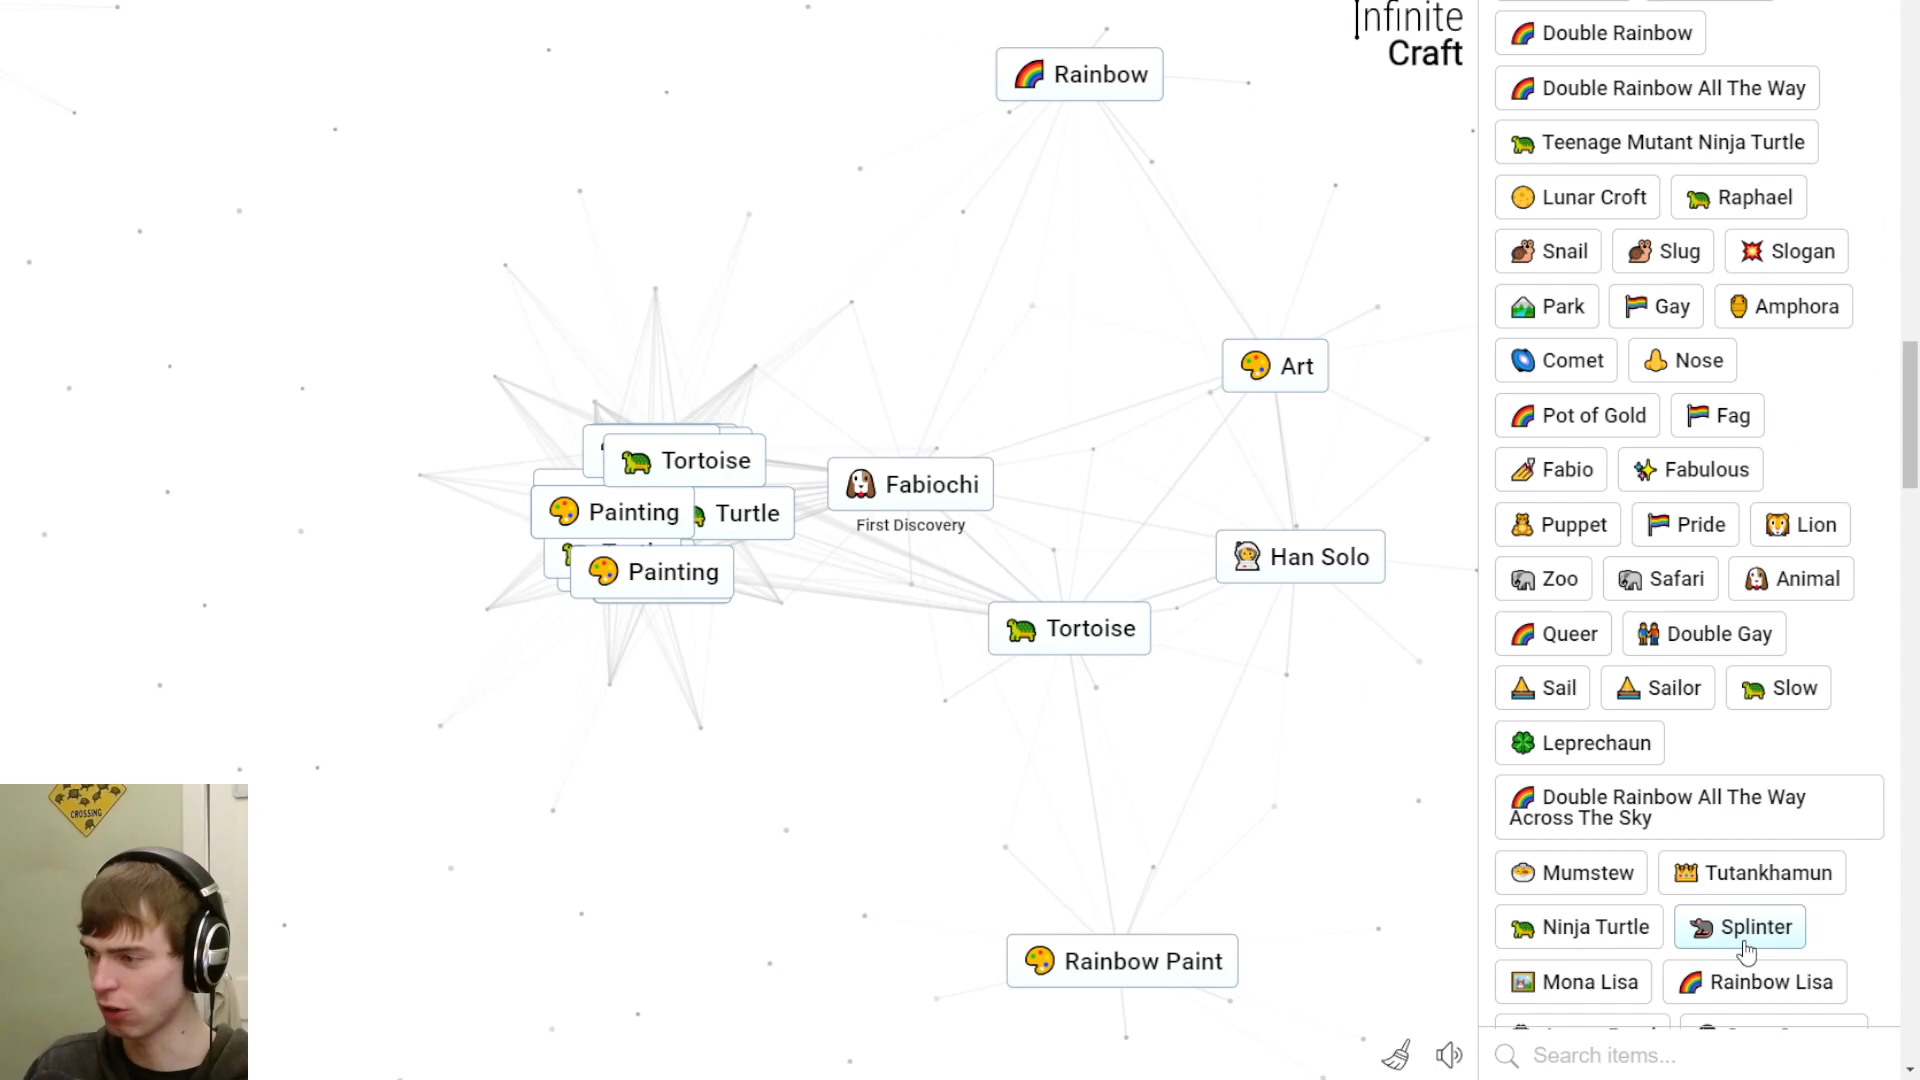 Infinite
Craft
Rainbow
Art
Tortoise
Painting
Turtle
Painting
Fabiochi
First Discovery
Han Solo
Tortoise
Rainbow Paint
CROSSING
Double Rainbow
Double Rainbow All The Way
Teenage Mutant Ninja Turtle
Lunar Croft Raphael
Snail Slug Slogan
Park Gay Amphora
Comet Nose
Pot of Gold Fag
Fabio Fabulous
Puppet Pride Lion
Zoo Safari Animal
Queer Double Gay
Sail Sailor Slow
Leprechaun
Double Rainbow All The Way
Across The Sky
Mumstew Tutankhamun
Ninja Turtle Splinter
Mona Lisa Rainbow Lisa
Search items...